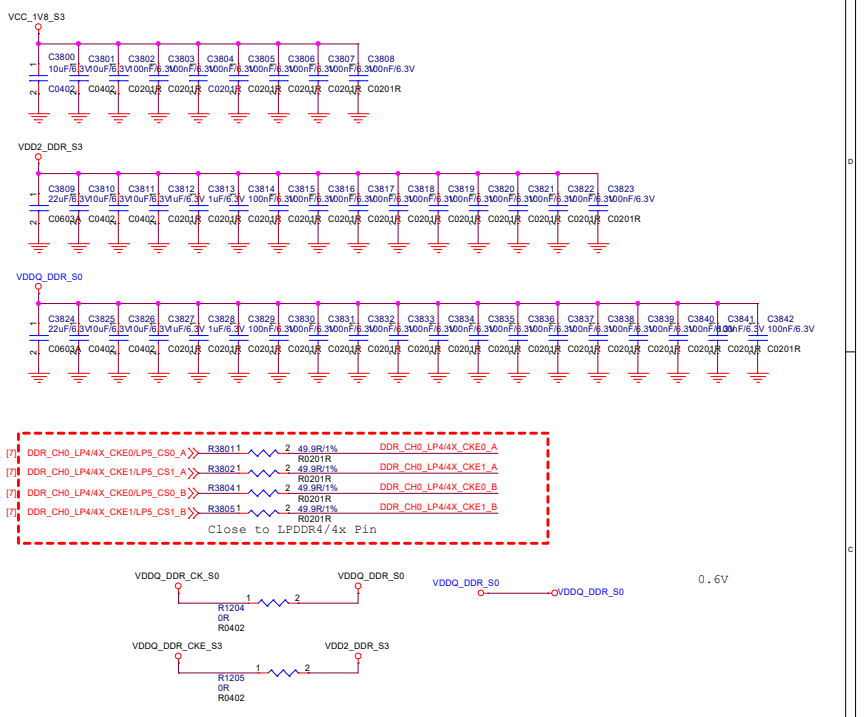 VCC_1V8_S3
C3800 C3801 C3802 C3803 C3804 C3805 C3806 C3807 C3808
10uF/6.3V 10uF/6.3V 100nF/6.3V 100nF/6.3V 100nF/6.3V 100nF/6.3V 100nF/6.3V 100nF/6.3V 100nF/6.3V
C0402 C0402 C0201R C0201R C0201R C0201R C0201R C0201R C0201R
VDD2_DDR_S3
D
C3809 C3810 C3811 C3812 C3813 C3814 C3815 C3816 C3817 C3818 C3819 C3820 C3821 C3822 C3823
22uF/6.3V 10uF/6.3V 10uF/6.3V 1uF/6.3V 1uF/6.3V 100nF/6.3V 100nF/6.3V 100nF/6.3V 100nF/6.3V 100nF/6.3V 100nF/6.3V 100nF/6.3V 100nF/6.3V 100nF/6.3V 100nF/6.3V
C0603A C0402 C0402 C0201R C0201R C0201R C0201R C0201R C0201R C0201R C0201R C0201R C0201R C0201R C0201R
VDDQ_DDR_S0
C3824 C3825 C3826 C3827 C3828 C3829 C3830 C3831 C3832 C3833 C3834 C3835 C3836 C3837 C3838 C3839 C3840 C3841 C3842
22uF/6.3V 10uF/6.3V 10uF/6.3V 1uF/6.3V 1uF/6.3V 100nF/6.3V 100nF/6.3V 100nF/6.3V 100nF/6.3V 100nF/6.3V 100nF/6.3V 100nF/6.3V 100nF/6.3V 100nF/6.3V 100nF/6.3V 100nF/6.3V 100nF/6.3V 100nF/6.3V 100nF/6.3V
C0603A C0402 C0402 C0201R C0201R C0201R C0201R C0201R C0201R C0201R C0201R C0201R C0201R C0201R C0201R C0201R C0201R C0201R C0201R
[7] DDR_CH0_LP4/4X_CKE0/LP5_CS0_A R3801 1 2 49.9R/1% DDR_CH0_LP4/4X_CKE0_A
R0201R
[7] DDR_CH0_LP4/4X_CKE1/LP5_CS1_A R3802 1 2 49.9R/1% DDR_CH0_LP4/4X_CKE1_A
R0201R
[7] DDR_CH0_LP4/4X_CKE0/LP5_CS0_B R3804 1 2 49.9R/1% DDR_CH0_LP4/4X_CKE0_B
R0201R
[7] DDR_CH0_LP4/4X_CKE1/LP5_CS1_B R3805 1 2 49.9R/1% DDR_CH0_LP4/4X_CKE1_B
R0201R
Close to LPDDR4/4x Pin
C
VDDQ_DDR_CK_S0 VDDQ_DDR_S0 VDDQ_DDR_S0 VDDQ_DDR_S0 0.6V
1 2
R1204
0R
R0402
VDDQ_DDR_CKE_S3 VDD2_DDR_S3
1 2
R1205
0R
R0402